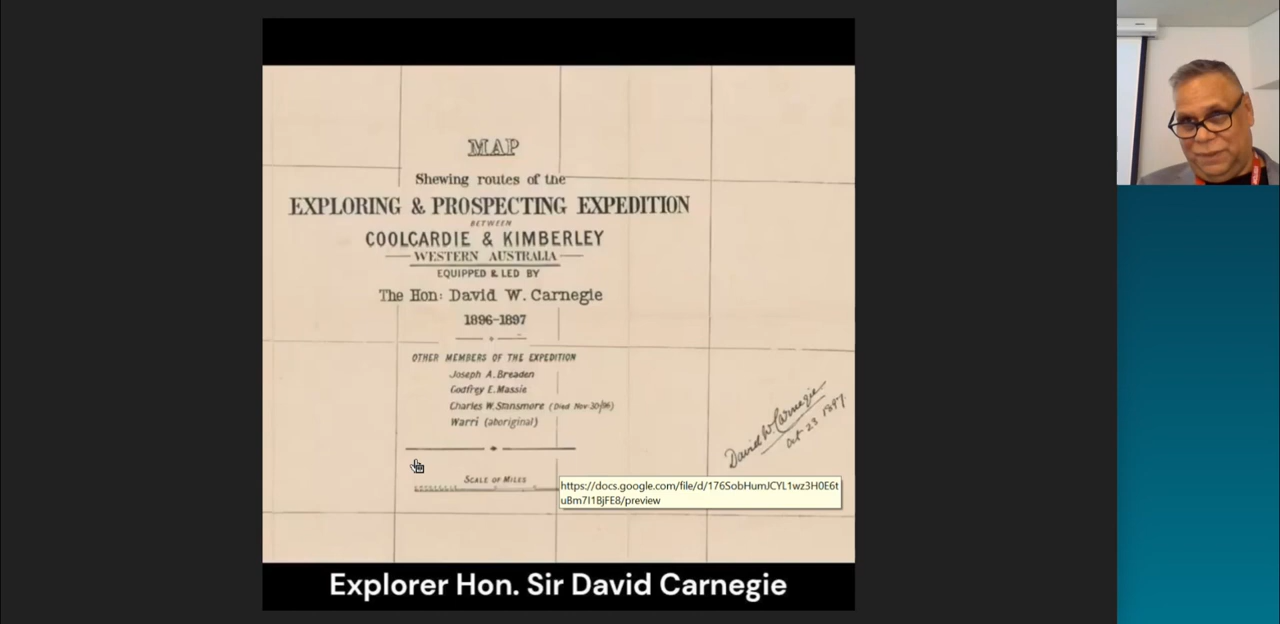 MAP
Shewing routes of the
EXPLORING & PROSPECTING EXPEDITION
BETWEEN
COOLCARDIE & KIMBERLEY
WESTERN AUSTRALIA
EQUIPPED & LED BY
The Hon: David W. Carnegie
1896-1897
OTHER MEMBERS OF THE EXPEDITION
Joseph A. Breaden
Godfrey E. Massie
Charles W. Stansmore (Died Nov 30/96)
Warri (aboriginal)
David W Carnegie
Oct 23 1897.
SCALE OF MILES
https://docs.google.com/file/d/176SobHumJCYL1wz3H0E6t
uBm7I1BjFE8/preview
Explorer Hon. Sir David Carnegie